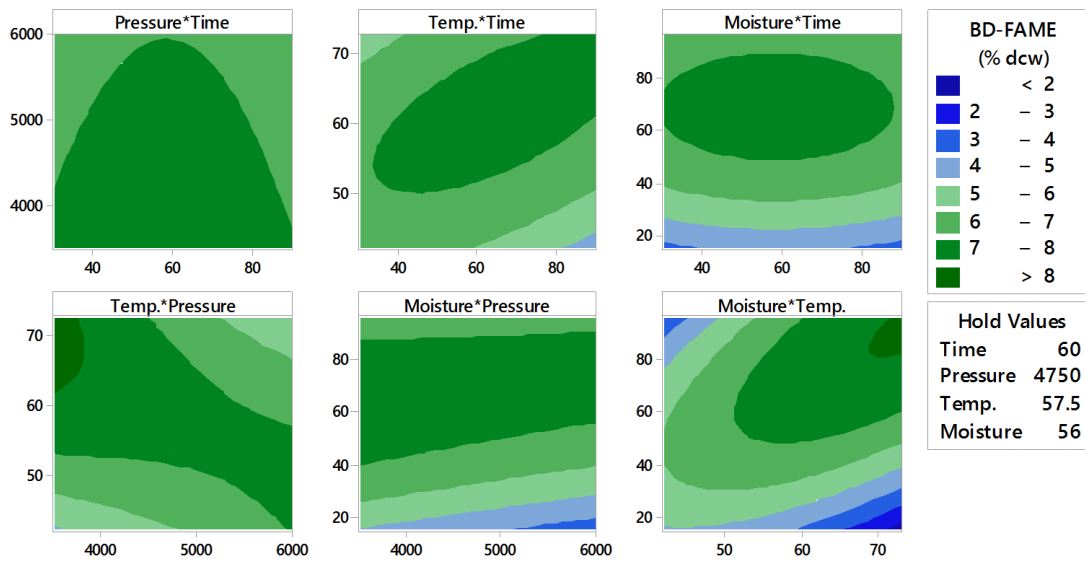 Pressure*Time
6000
5000
4000
40 60 80
Temp.*Time
70
60
50
40 60 80
Moisture*Time
80
60
40
20
40 60 80
Temp.*Pressure
70
60
50
4000 5000 6000
Moisture*Pressure
80
60
40
20
4000 5000 6000
Moisture*Temp.
80
60
40
20
50 60 70
BD-FAME
(% dcw)
< 2
2 – 3
3 – 4
4 – 5
5 – 6
6 – 7
7 – 8
> 8
Hold Values
Time 60
Pressure 4750
Temp. 57.5
Moisture 56